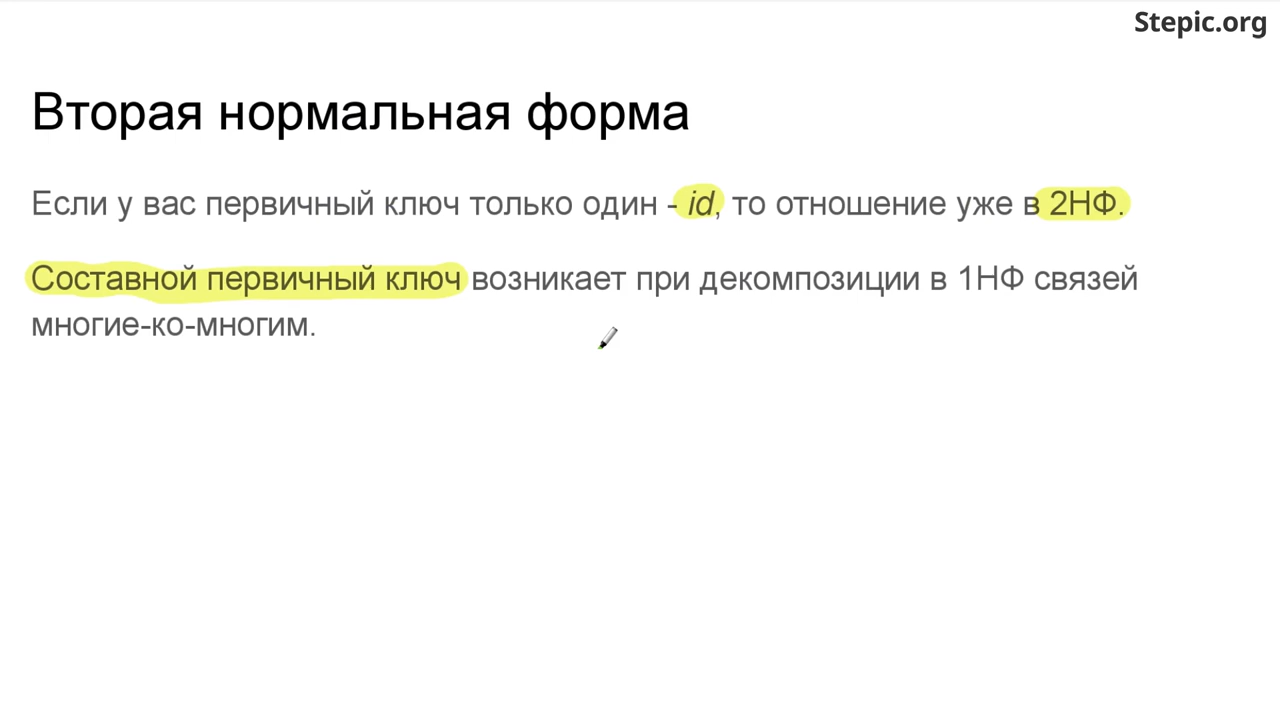 Stepic.org
Вторая нормальная форма
Если у вас первичный ключ только один - id, то отношение уже в 2НФ.
Составной первичный ключ возникает при декомпозиции в 1НФ связей
многие-ко-многим.